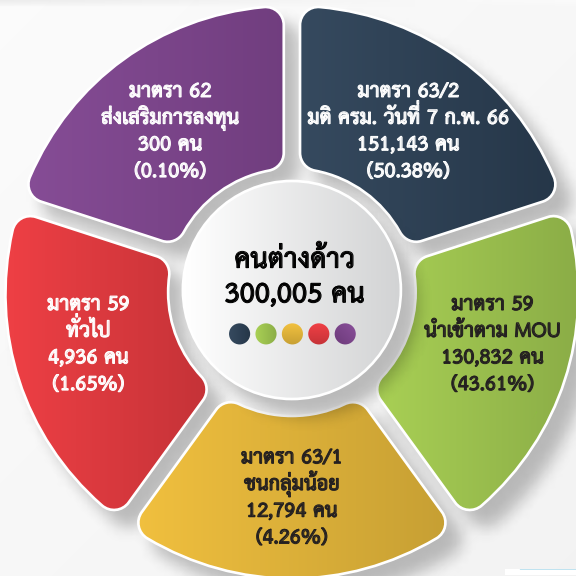 มาตรา 62
ส่งเสริมการลงทุน
300 คน
(0.10%)
มาตรา 63/2
มติ ครม. วันที่ 7 ก.พ. 66
151,143 คน
(50.38%)
คนต่างด้าว
300,005 คน
มาตรา 59
ทั่วไป
4,936 คน
(1.65%)
มาตรา 59
นำเข้าตาม MOU
130,832 คน
(43.61%)
มาตรา 63/1
ชนกลุ่มน้อย
12,794 คน
(4.26%)